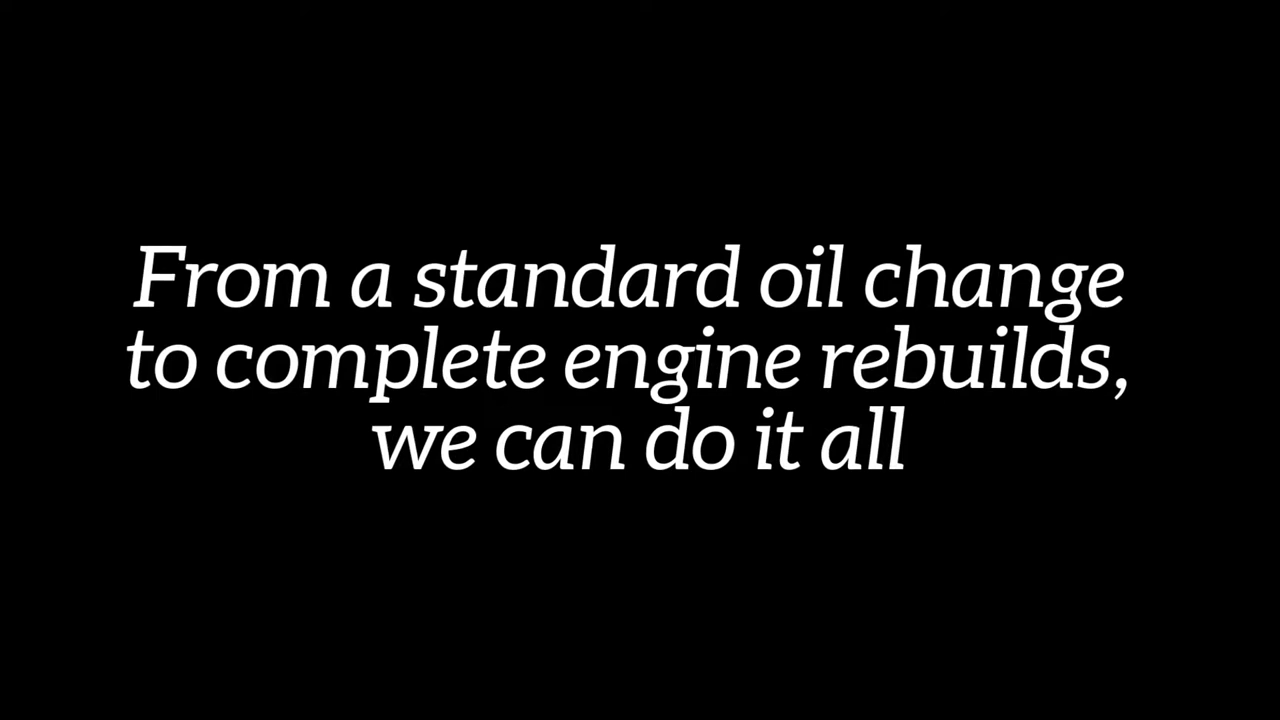 From a standard oil change
to complete engine rebuilds,
we can do it all